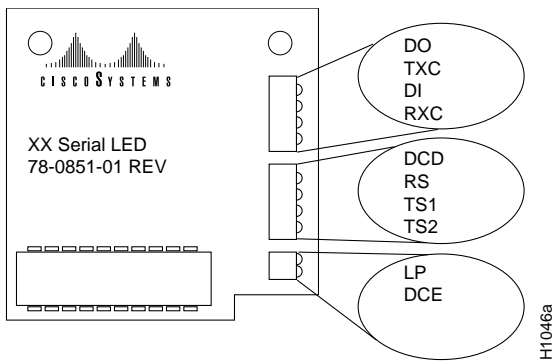 CISCOSYSTEMS
XX Serial LED
78-0851-01 REV
DO
TXC
DI
RXC
DCD
RS
TS1
TS2
LP
DCE
H1046a